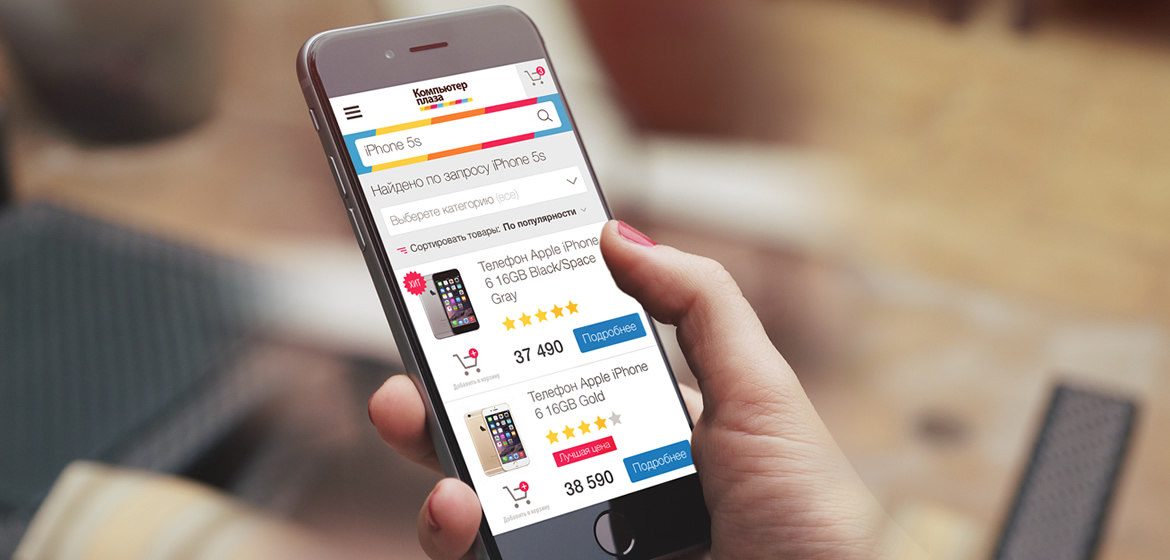 Компьютер
плаза
3
iPhone 5s
Найдено по запросу iPhone 5s
Выберете категорию (все)
Сортировать товары: По популярности
ХИТ
Телефон Apple iPhone
6 16GB Black/Space
Gray
37 490
Подробнее
Добавить в корзину
Телефон Apple iPhone
6 16GB Gold
Лучшая цена
38 590
Подробнее
Добавить в корзину